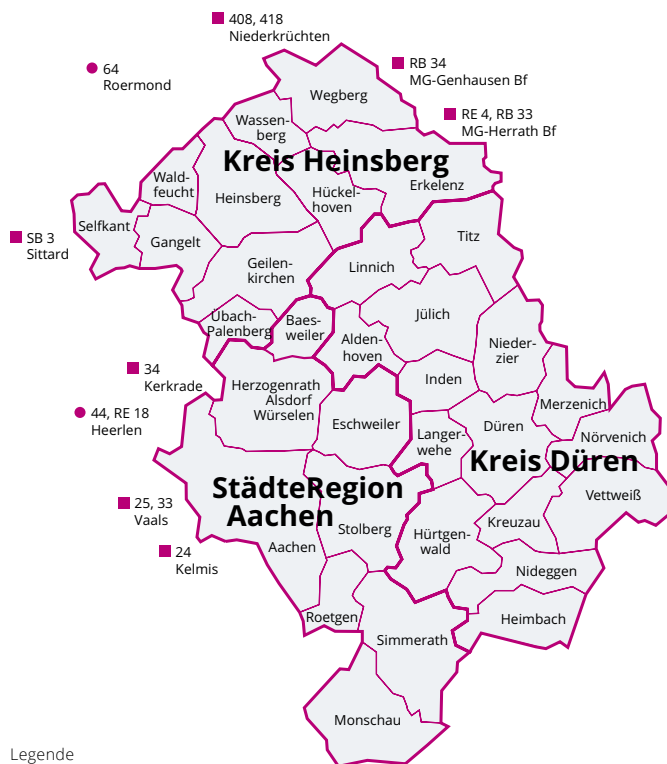 408, 418
Niederkrüchten
64
Roermond
RB 34
MG-Genhausen Bf
RE 4, RB 33
MG-Herrath Bf
Wegberg
Wassen-
berg
Kreis Heinsberg
Wald-
feucht
Heinsberg
Hückel-
hoven
Erkelenz
Selfkant
Gangelt
SB 3
Sittard
Titz
Geilen-
kirchen
Linnich
Jülich
Übach-
Palenberg
Baes-
weiler
Alden-
hoven
Nieder-
zier
34
Kerkrade
Herzogenrath
Alsdorf
Würselen
Inden
Merzenich
44, RE 18
Heerlen
Eschweiler
Langer-
wehe
Düren
Nörvenich
Kreis Düren
StädteRegion
Aachen
Vettweiß
25, 33
Vaals
Stolberg
Hürtgen-
wald
Kreuzau
24
Kelmis
Aachen
Nideggen
Roetgen
Heimbach
Simmerath
Monschau
Legende